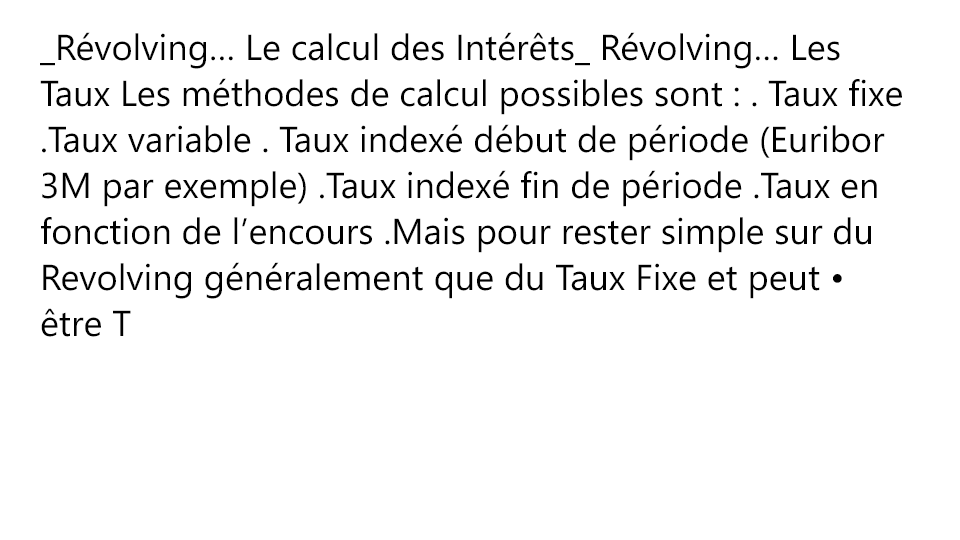 _Révolving… Le calcul des Intérêts_ Révolving… Les
Taux Les méthodes de calcul possibles sont : . Taux fixe
.Taux variable . Taux indexé début de période (Euribor
3M par exemple) .Taux indexé fin de période .Taux en
fonction de l’encours .Mais pour rester simple sur du
Revolving généralement que du Taux Fixe et peut •
être T